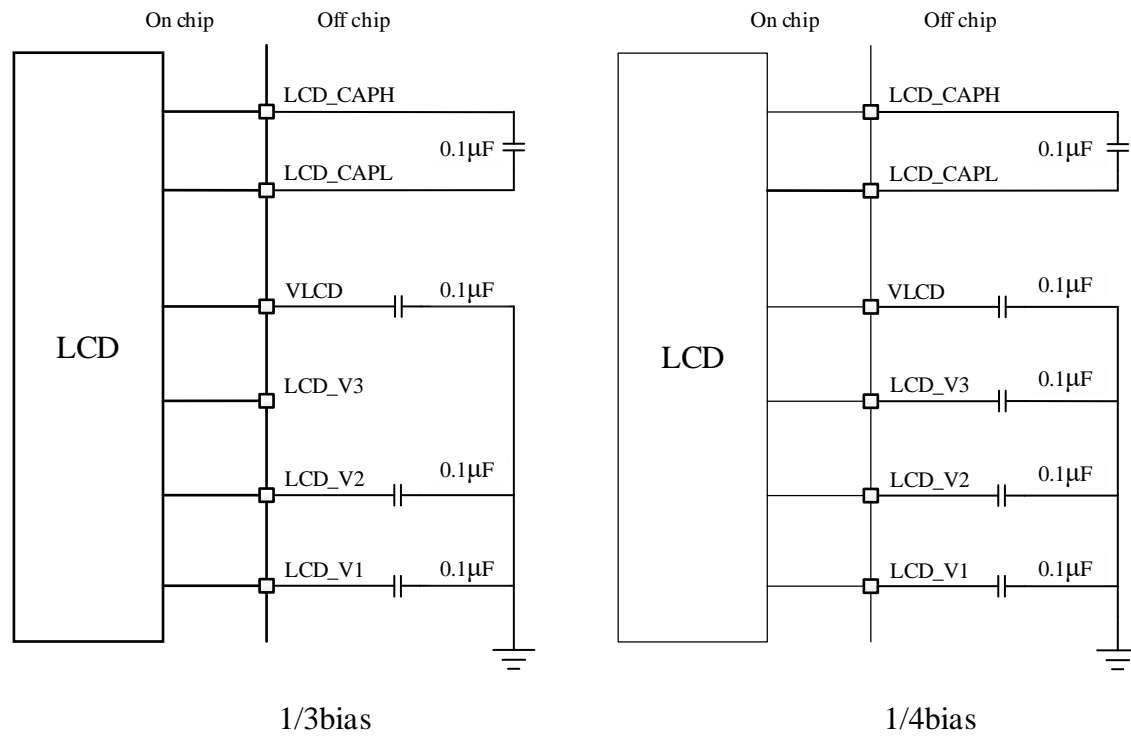 On chip Off chip
LCD_CAPH
0.1μF
LCD_CAPL
VLCD 0.1μF
LCD
LCD_V3
LCD_V2 0.1μF
LCD_V1 0.1μF
1/3bias
On chip Off chip
LCD_CAPH
0.1μF
LCD_CAPL
VLCD 0.1μF
LCD
LCD_V3 0.1μF
LCD_V2 0.1μF
LCD_V1 0.1μF
1/4bias